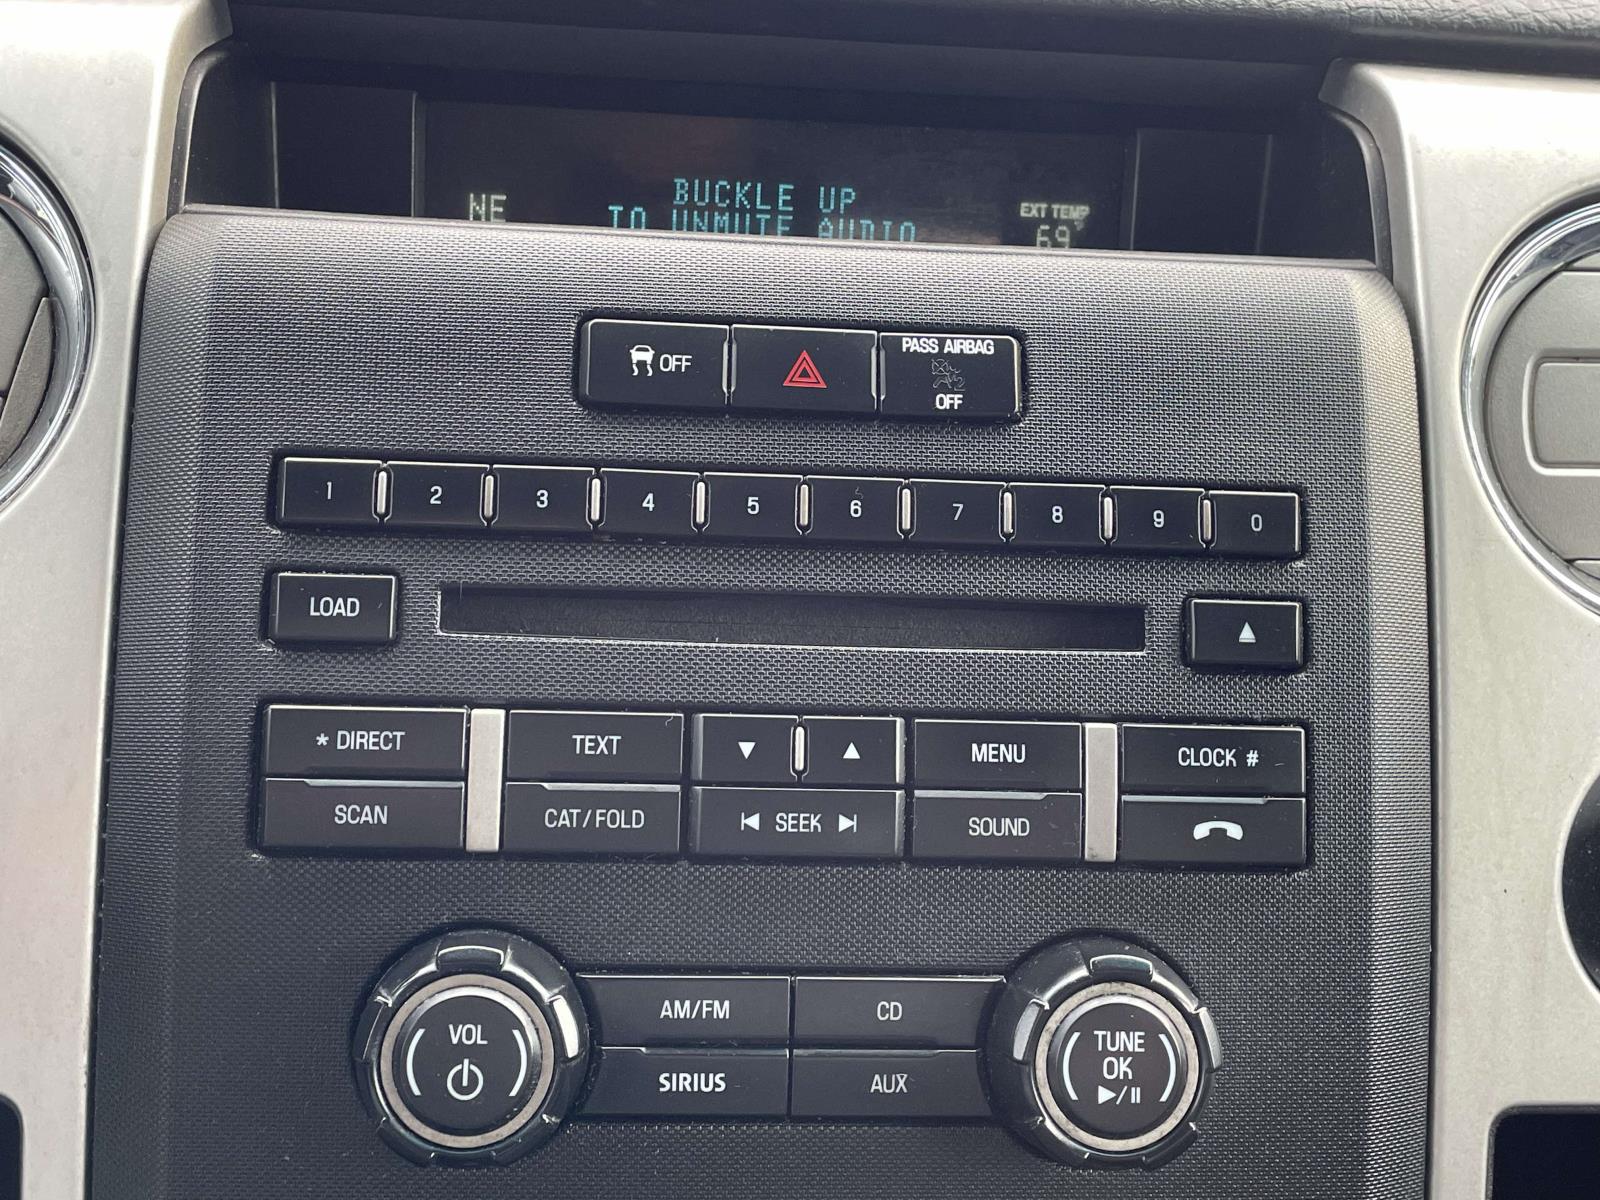 NE
BUCKLE UP
TO UNMUTE AUDIO
EXT TEMP
69°
OFF
PASS AIRBAG
2
OFF
1 2 3 4 5 6 7 8 9 0
LOAD
* DIRECT
TEXT
MENU
CLOCK #
SCAN
CAT/FOLD
SEEK
SOUND
VOL
AM/FM
CD
TUNE
OK
SIRIUS
AUX